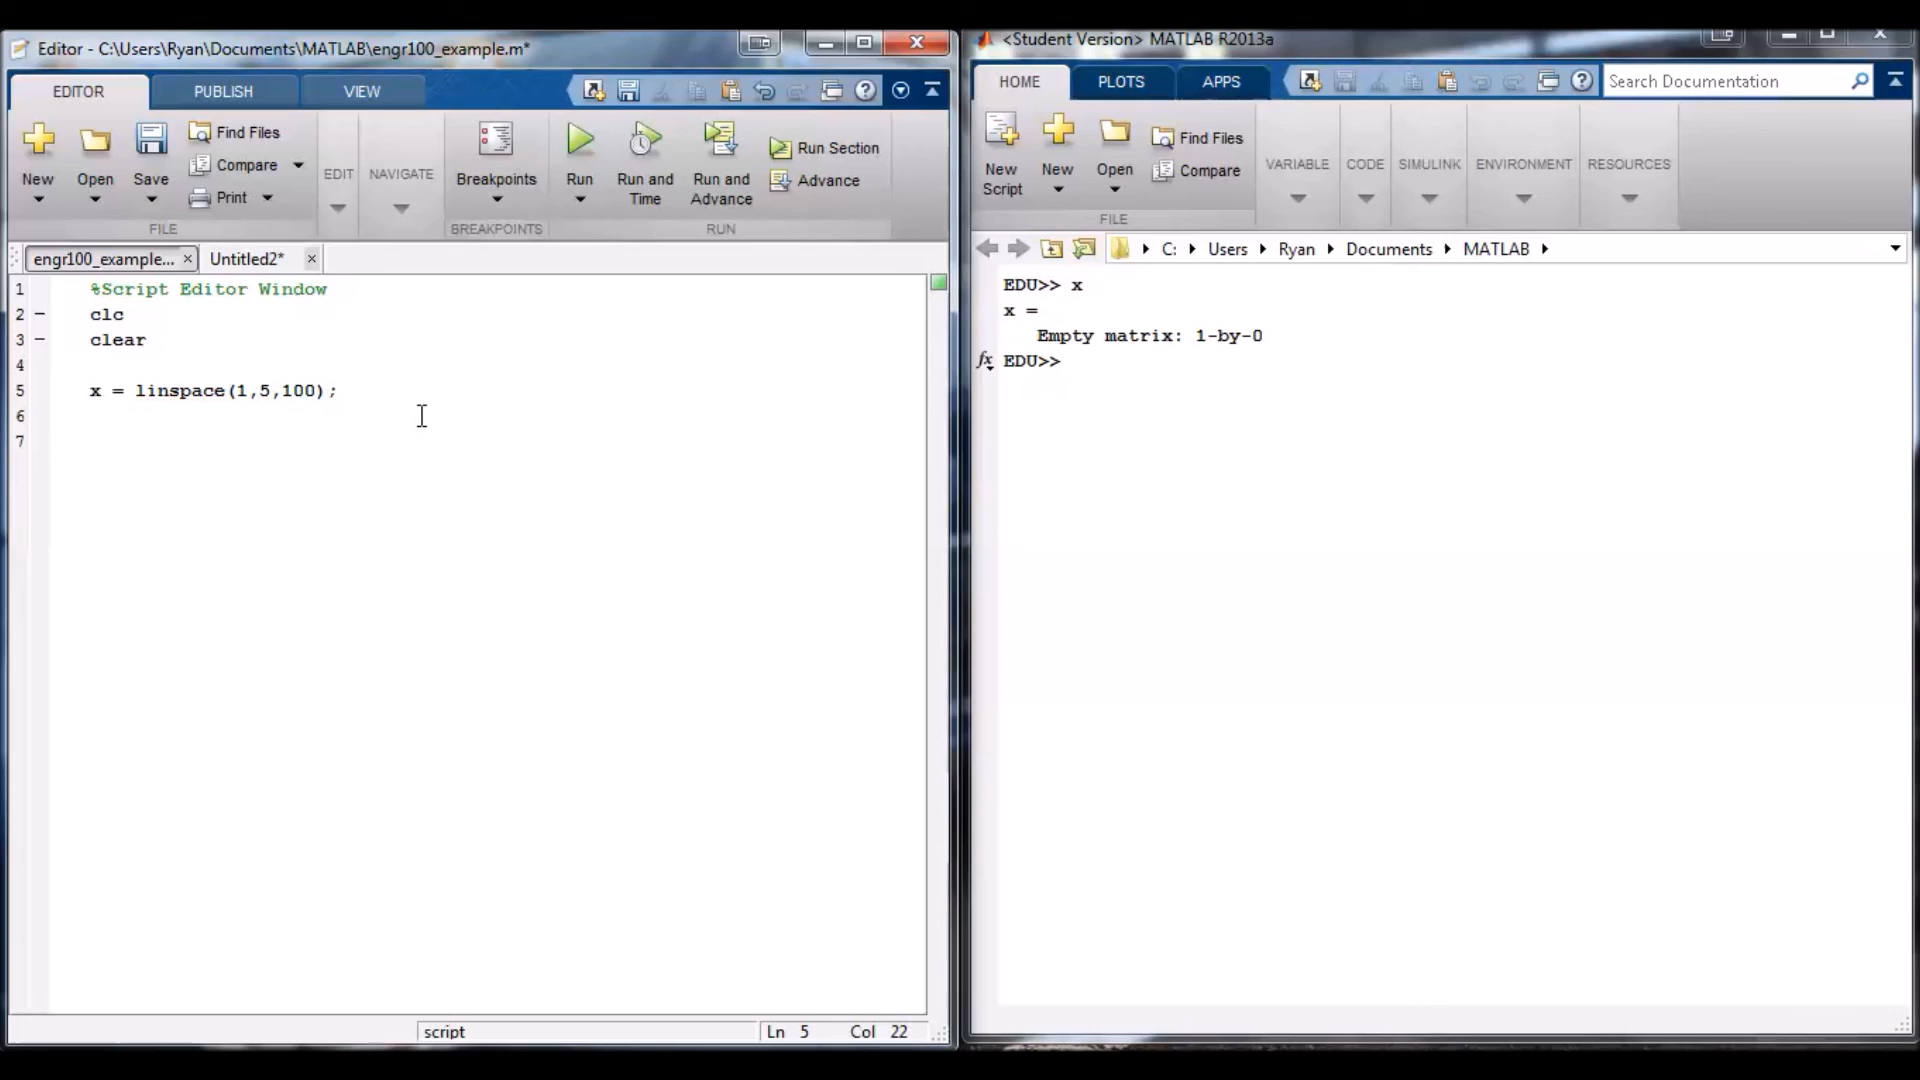 Editor - C:\Users\Ryan\Documents\MATLAB\engr100_example.m*
EDITOR PUBLISH VIEW
Find Files
Compare
Print
New Open Save
EDIT NAVIGATE
Breakpoints
Run
Run and Time
Run and Advance
Run Section
Advance
FILE BREAKPOINTS RUN
engr100_example... × Untitled2* ×
1 %Script Editor Window
2 – clc
3 – clear
4
5 x = linspace(1,5,100);
6
7
script Ln 5 Col 22
<Student Version> MATLAB R2013a
HOME PLOTS APPS Search Documentation
New Script
New Open
Find Files
Compare
VARIABLE CODE SIMULINK ENVIRONMENT RESOURCES
FILE
C: Users Ryan Documents MATLAB
EDU>> x
x =
Empty matrix: 1-by-0
fx EDU>>